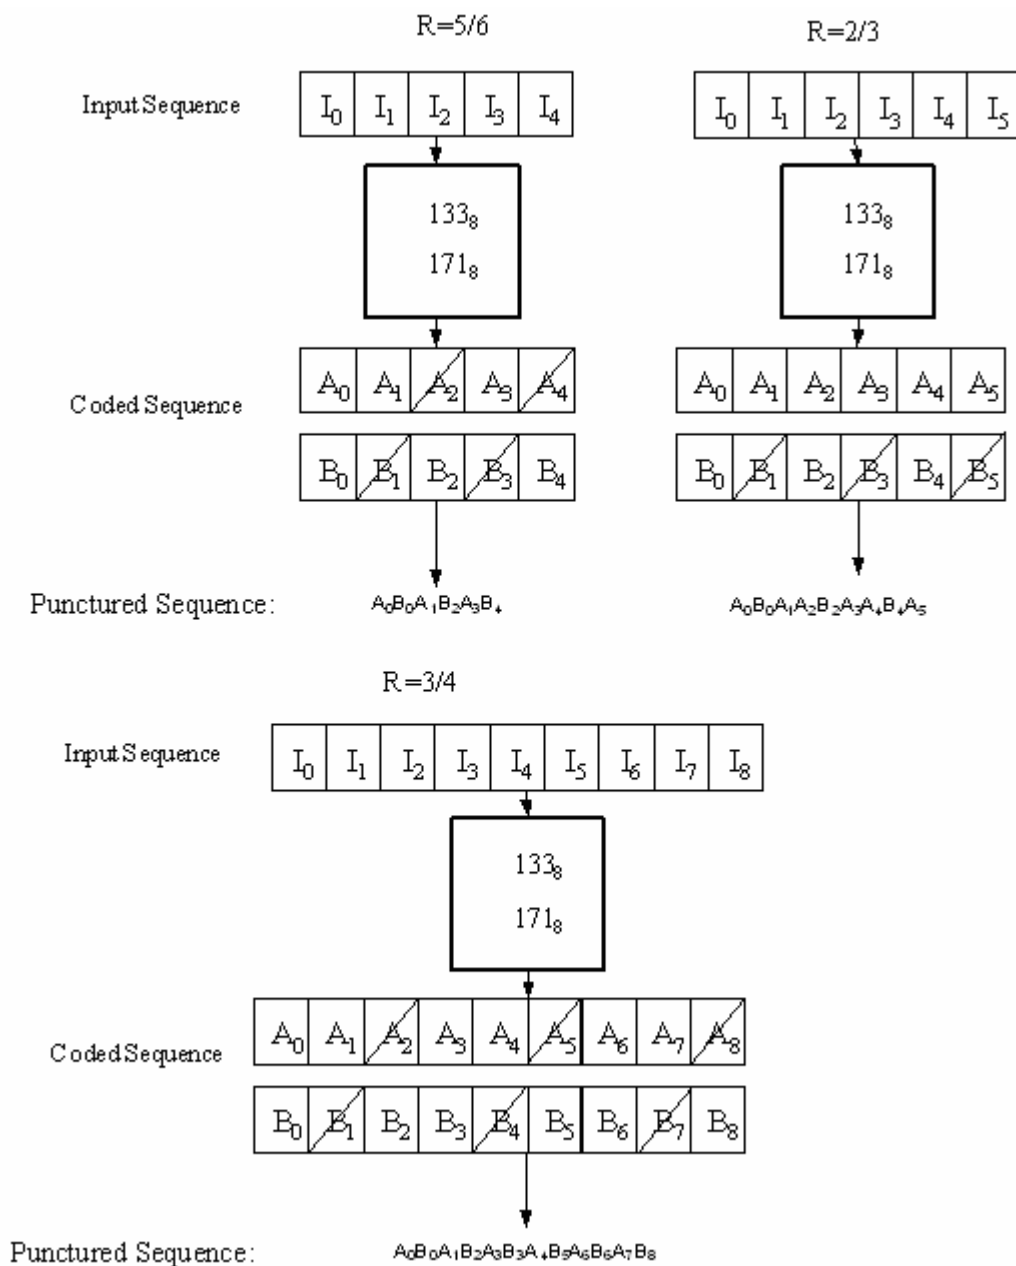 R=5/6
R=2/3
Input Sequence
I₀ I₁ I₂ I₃ I₄
I₀ I₁ I₂ I₃ I₄ I₅
133₈
171₈
133₈
171₈
Coded Sequence
A₀ A₁ A₂ A₃ A₄
B₀ B₁ B₂ B₃ B₄
A₀ A₁ A₂ A₃ A₄ A₅
B₀ B₁ B₂ B₃ B₄ B₅
Punctured Sequence:
A₀B₀A₁B₂A₃B₄
A₀B₀A₁A₂B₂A₃A₄B₄A₅
R=3/4
Input Sequence
I₀ I₁ I₂ I₃ I₄ I₅ I₆ I₇ I₈
133₈
171₈
Coded Sequence
A₀ A₁ A₂ A₃ A₄ A₅ A₆ A₇ A₈
B₀ B₁ B₂ B₃ B₄ B₅ B₆ B₇ B₈
Punctured Sequence:
A₀B₀A₁B₂A₃B₃A₄B₅A₆B₆A₇B₈